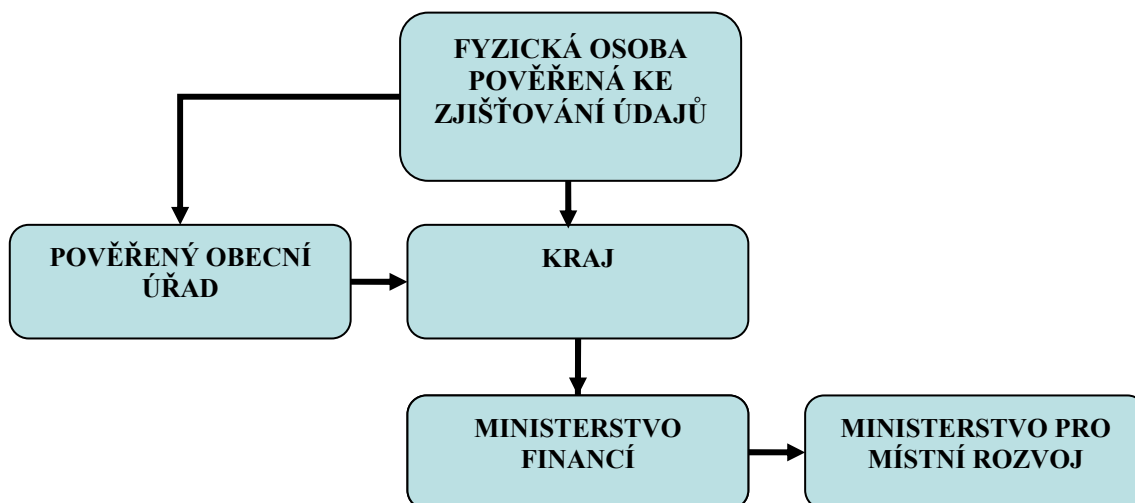 FYZICKÁ OSOBA
POVĚŘENÁ KE
ZJIŠŤOVÁNÍ ÚDAJŮ
POVĚŘENÝ OBECNÍ
ÚŘAD
KRAJ
MINISTERSTVO
FINANCÍ
MINISTERSTVO PRO
MÍSTNÍ ROZVOJ